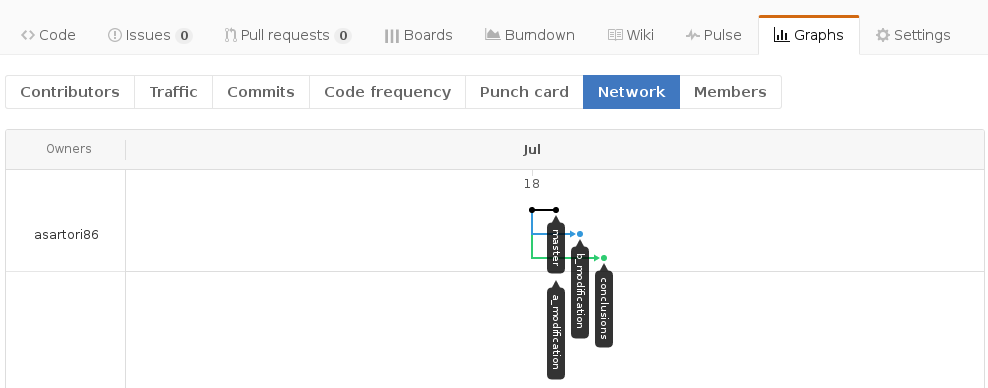 Code Issues 0 Pull requests 0 Boards Burndown Wiki Pulse Graphs Settings
Contributors Traffic Commits Code frequency Punch card Network Members
Owners Jul
18
asartori86
master
b_modification
conclusions
a_modification